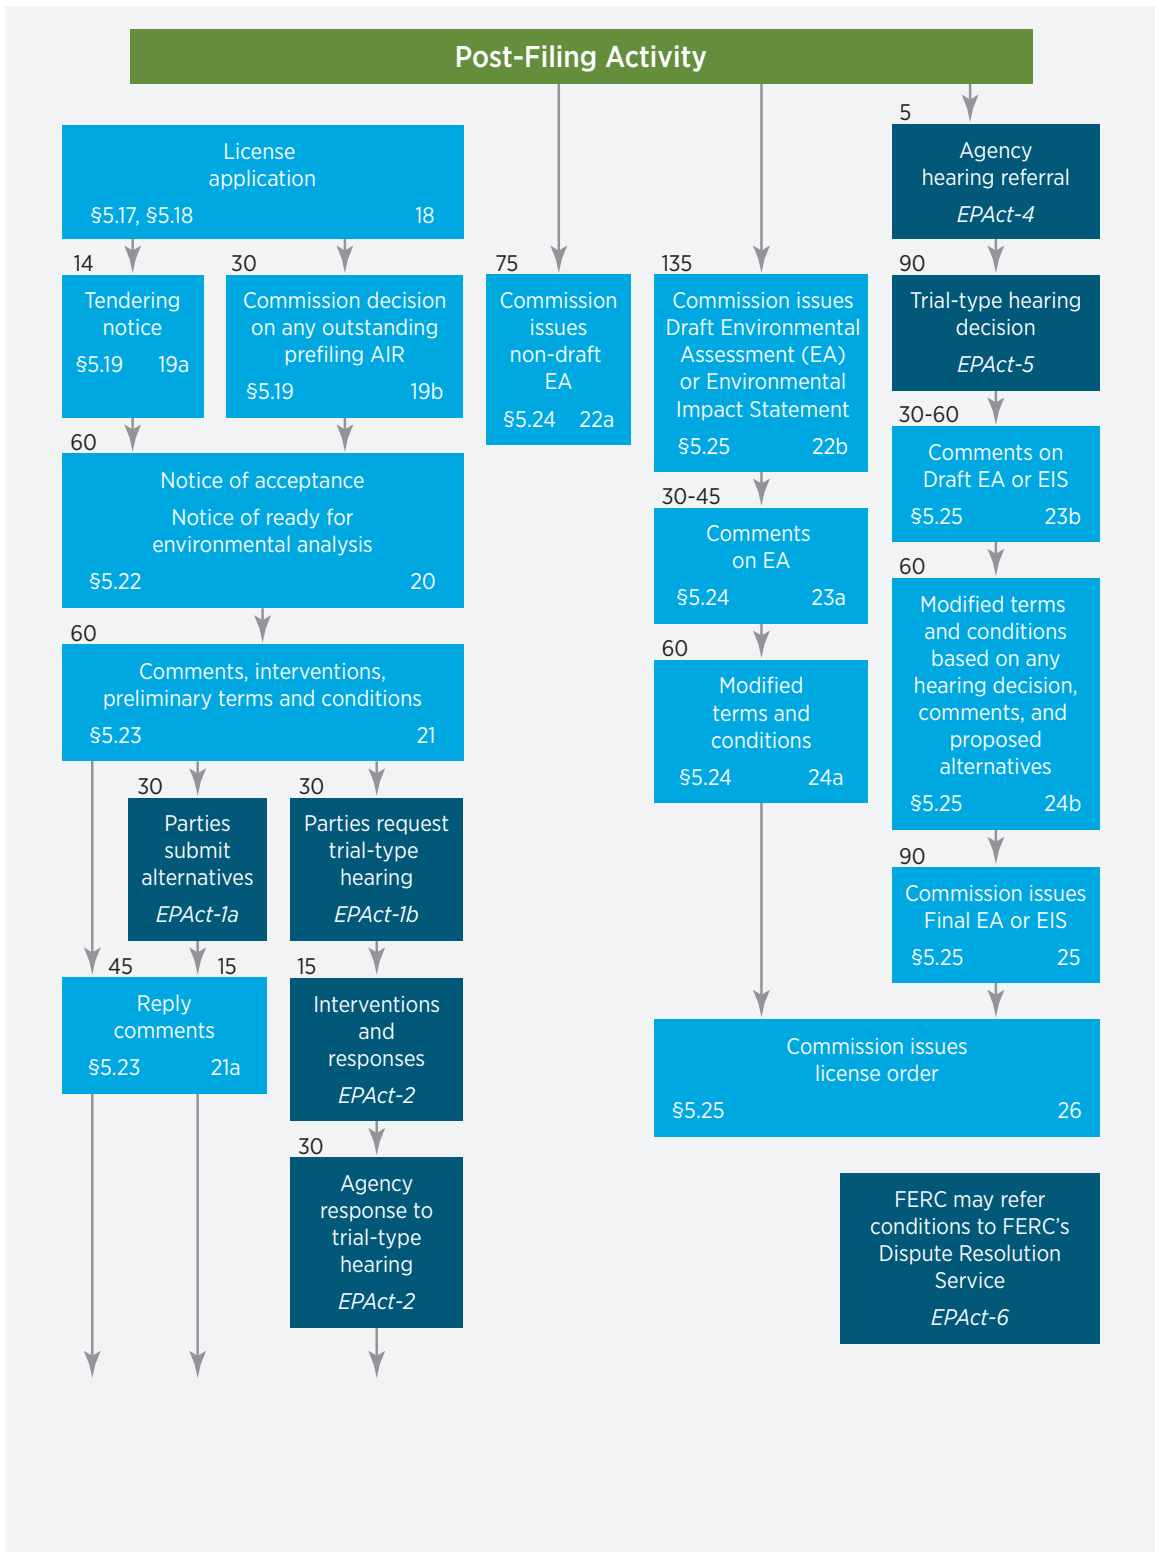 Post-Filing Activity
License
application
§5.17, §5.18 18
14
Tendering
notice
§5.19 19a
30
Commission decision
on any outstanding
prefiling AIR
§5.19 19b
60
Notice of acceptance
Notice of ready for
environmental analysis
§5.22 20
60
Comments, interventions,
preliminary terms and conditions
§5.23 21
30
Parties
submit
alternatives
EPAct-1a
30
Parties request
trial-type
hearing
EPAct-1b
45 15
Reply
comments
§5.23 21a
15
Interventions
and
responses
EPAct-2
30
Agency
response to
trial-type
hearing
EPAct-2
75
Commission
issues
non-draft
EA
§5.24 22a
135
Commission issues
Draft Environmental
Assessment (EA)
or Environmental
Impact Statement
§5.25 22b
30-45
Comments
on EA
§5.24 23a
60
Modified
terms and
conditions
§5.24 24a
5
Agency
hearing referral
EPAct-4
90
Trial-type hearing
decision
EPAct-5
30-60
Comments on
Draft EA or EIS
§5.25 23b
60
Modified terms
and conditions
based on any
hearing decision,
comments, and
proposed
alternatives
§5.25 24b
90
Commission issues
Final EA or EIS
§5.25 25
Commission issues
license order
§5.25 26
FERC may refer
conditions to FERC’s
Dispute Resolution
Service
EPAct-6